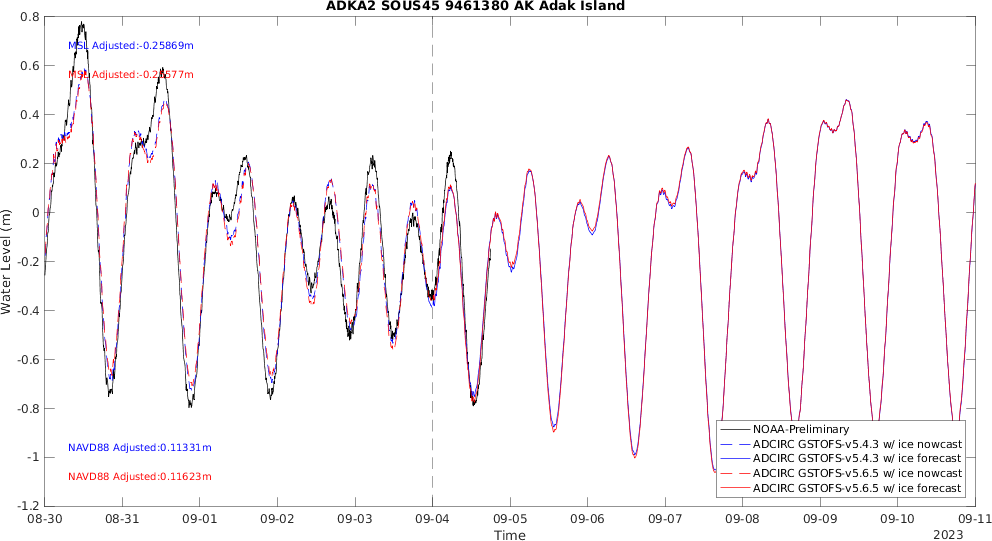 ADKA2 SOUS45 9461380 AK Adak Island
0.8
MSL Adjusted:-0.25869m
0.6
0.4
0.2
0
-0.2
-0.4
-0.6
-0.8
-1
-1.2
Water Level (m)
NAVD88 Adjusted:0.11331m
NAVD88 Adjusted:0.11623m
NOAA-Preliminary
ADCIRC GSTOFS-v5.4.3 w/ ice nowcast
ADCIRC GSTOFS-v5.4.3 w/ ice forecast
ADCIRC GSTOFS-v5.6.5 w/ ice nowcast
ADCIRC GSTOFS-v5.6.5 w/ ice forecast
08-30 08-31 09-01 09-02 09-03 09-04 09-05 09-06 09-07 09-08 09-09 09-10 09-11
Time
2023